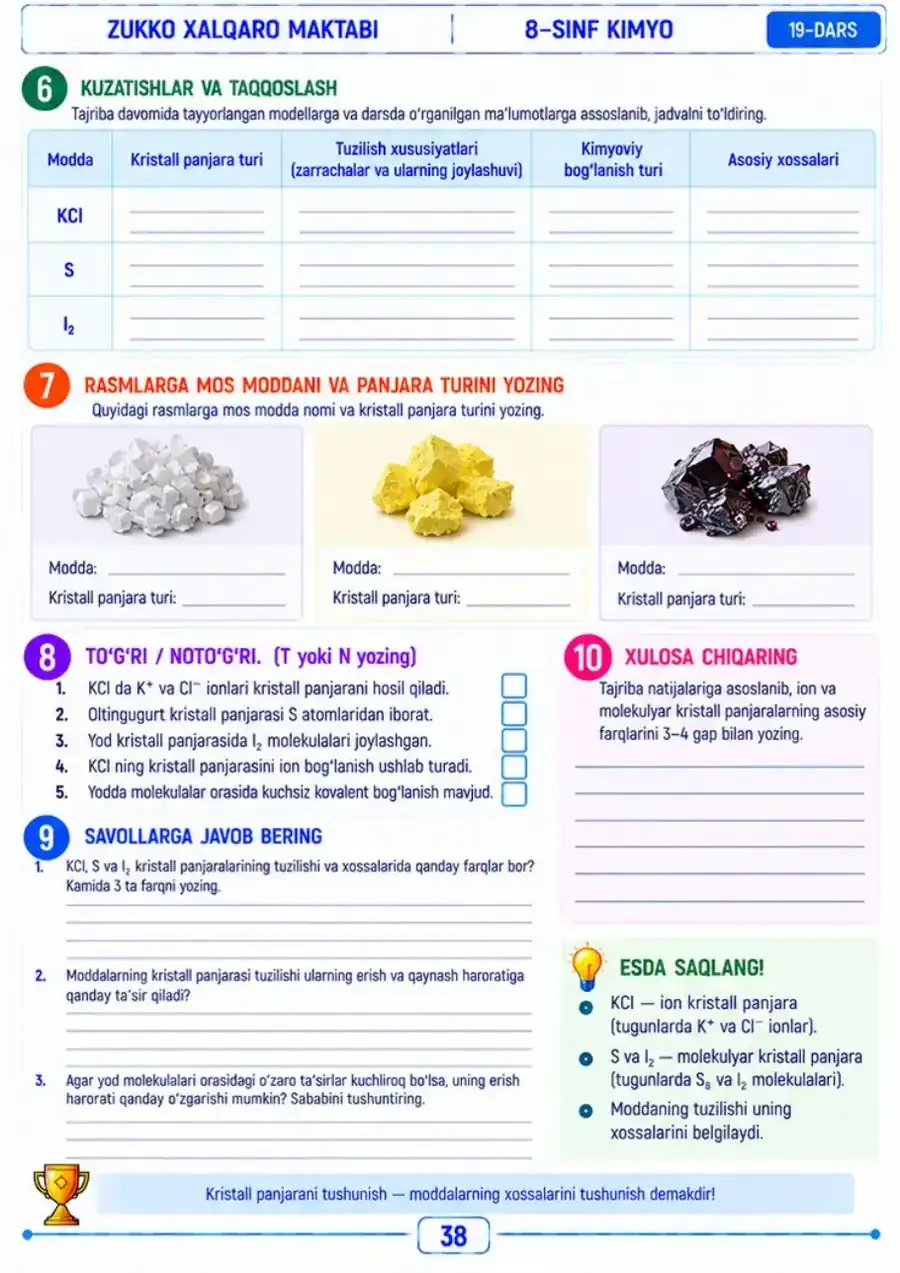 ZUKKO XALQARO MAKTABI
8–SINF KIMYO
19–DARS
6 KUZATISHLAR VA TAQQOSLASH
Tajriba davomida tayyorlangan modellarga va darsda o‘rganilgan ma’lumotlarga assoslanib, jadvalni to‘ldiring.
Modda
Kristall panjara turi
Tuzilish xususiyatlari
(zarrachalar va ularning joylashuvi)
Kimyoviy
bog‘lanish turi
Asosiy xossalari
KCl
S
I₂
7 RASMLARGA MOS MODDANI VA PANJARA TURINI YOZING
Quyidagi rasmlarga mos modda nomi va kristall panjara turini yozing.
Modda:
Kristall panjara turi:
Modda:
Kristall panjara turi:
Modda:
Kristall panjara turi:
8 TO‘G‘RI / NOTO‘G‘RI. (T yoki N yozing)
1. KCl da K⁺ va Cl⁻ ionlari kristall panjarani hosil qiladi.
2. Oltingugurt kristall panjarasi S atomlaridan iborat.
3. Yod kristall panjarasida I₂ molekulalari joylashgan.
4. KCl ning kristall panjarasini ion bog‘lanish ushlab turadi.
5. Yodda molekulalar orasida kuchsiz kovalent bog‘lanish mavjud.
9 SAVOLLARGA JAVOB BERING
1. KCl, S va I₂ kristall panjaralarining tuzilishi va xossalarida qanday farqlar bor?
Kamida 3 ta farqni yozing.
2. Moddalarning kristall panjarasi tuzilishi ularning erish va qaynash haroratiga
qanday ta’sir qiladi?
3. Agar yod molekulalari orasidagi o‘zaro ta’sirlar kuchliroq bo‘lsa, uning erish
harorati qanday o‘zgarishi mumkin? Sababini tushuntiring.
10 XULOSA CHIQARING
Tajriba natijalariga asoslanib, ion va
molekulyar kristall panjaralarning asosiy
farqlarini 3–4 gap bilan yozing.
ESDA SAQLANG!
KCl — ion kristall panjara
(tugunlarda K⁺ va Cl⁻ ionlar).
S va I₂ — molekulyar kristall panjara
(tugunlarda S₈ va I₂ molekulalari).
Moddaning tuzilishi uning
xossalarini belgilaydi.
Kristall panjarani tushunish — moddalarning xossalarini tushunish demakdir!
38